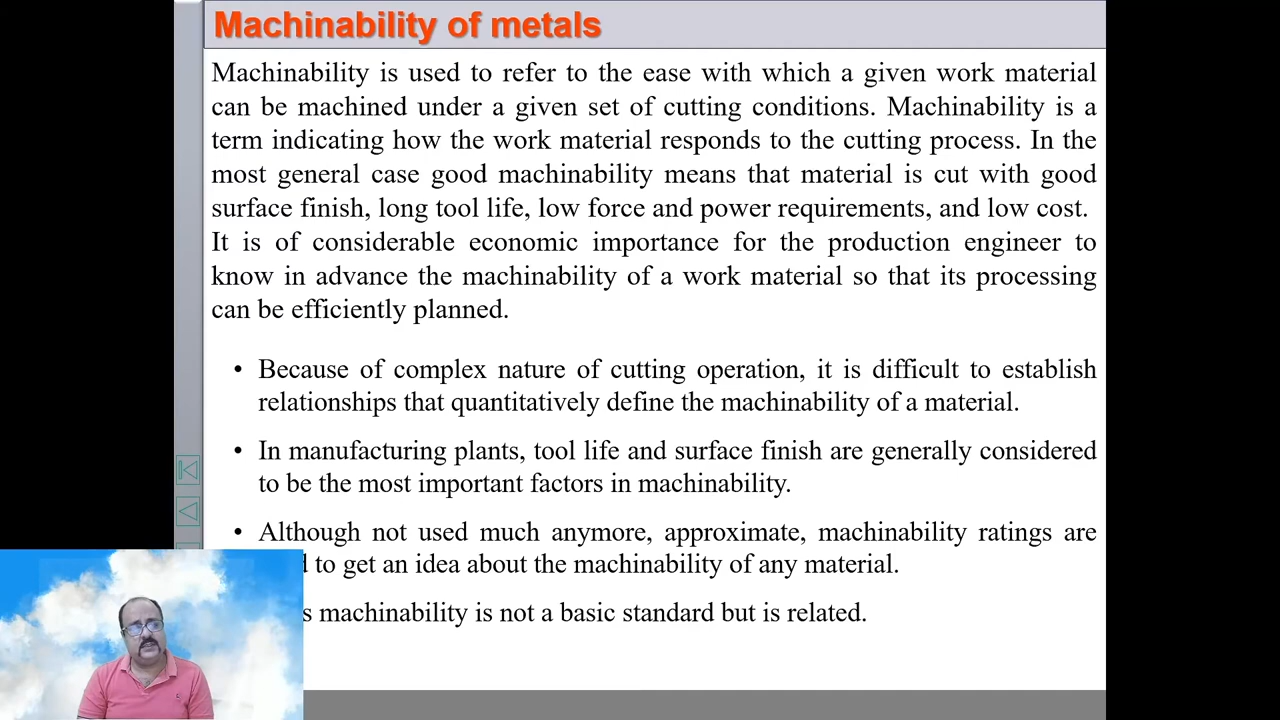 Machinability of metals
Machinability is used to refer to the ease with which a given work material
can be machined under a given set of cutting conditions. Machinability is a
term indicating how the work material responds to the cutting process. In the
most general case good machinability means that material is cut with good
surface finish, long tool life, low force and power requirements, and low cost.
It is of considerable economic importance for the production engineer to
know in advance the machinability of a work material so that its processing
can be efficiently planned.
• Because of complex nature of cutting operation, it is difficult to establish
relationships that quantitatively define the machinability of a material.
• In manufacturing plants, tool life and surface finish are generally considered
to be the most important factors in machinability.
• Although not used much anymore, approximate, machinability ratings are
to get an idea about the machinability of any material.
machinability is not a basic standard but is related.